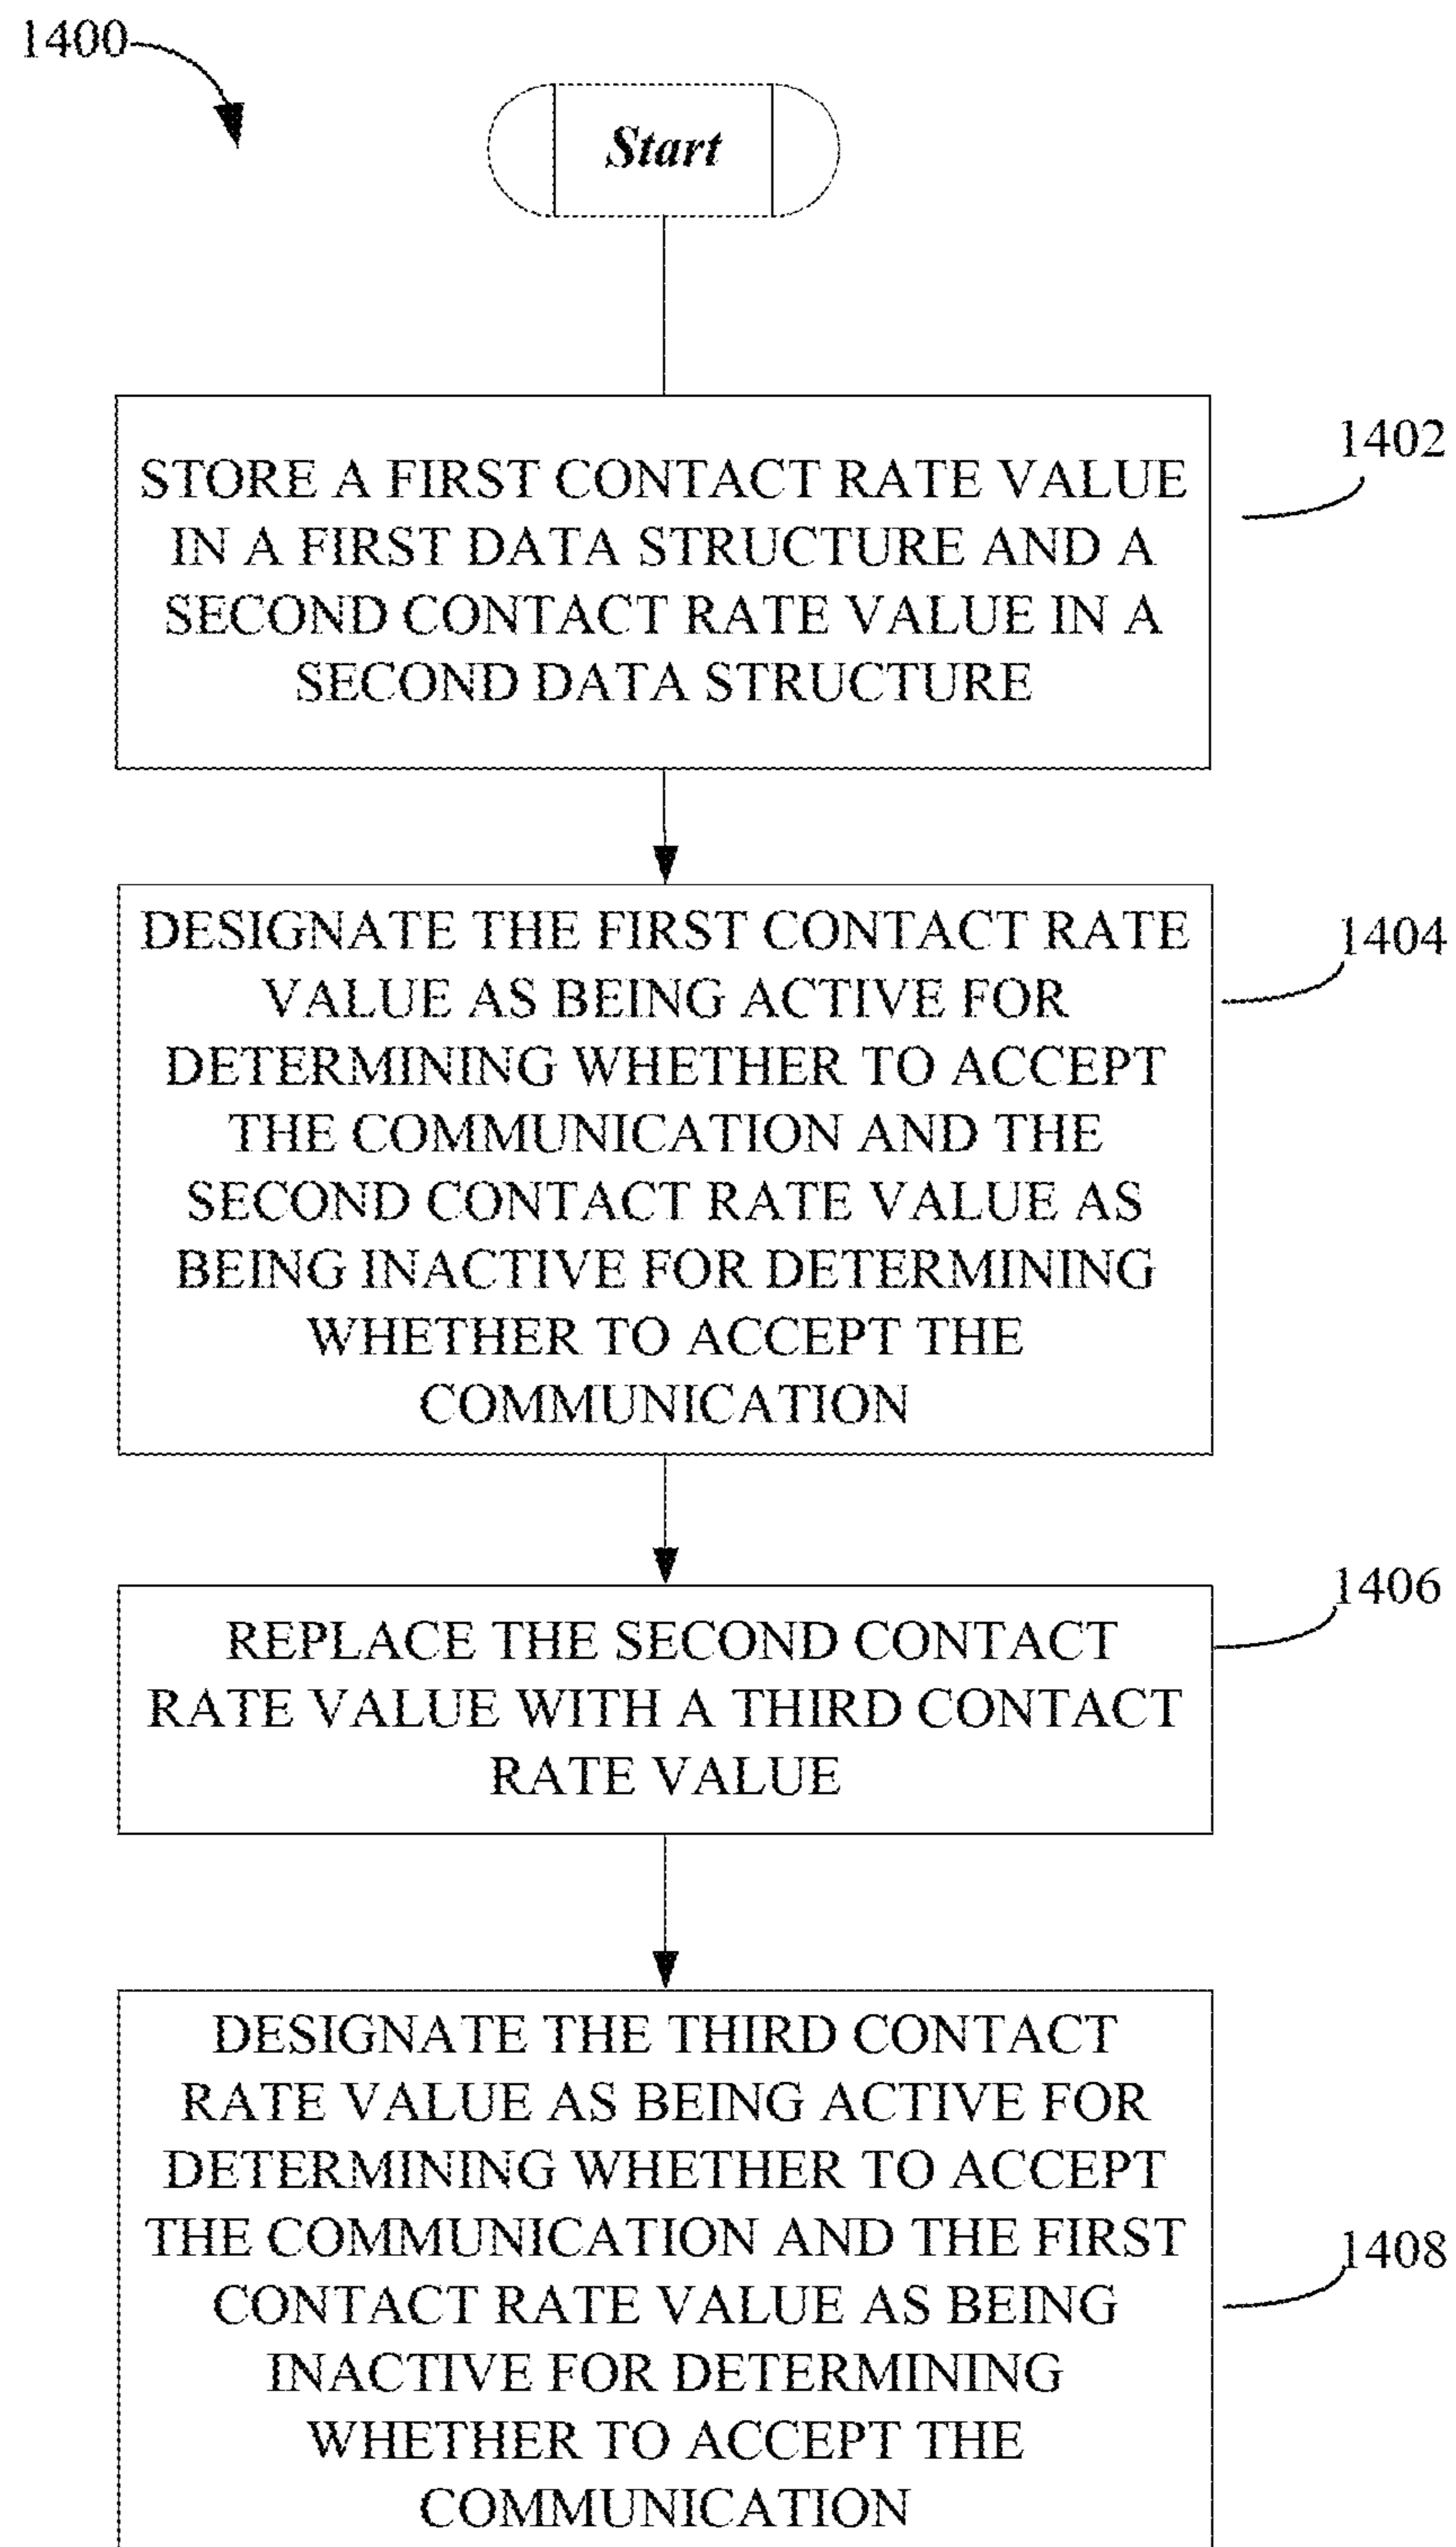 1400
Start
STORE A FIRST CONTACT RATE VALUE
IN A FIRST DATA STRUCTURE AND A
SECOND CONTACT RATE VALUE IN A
SECOND DATA STRUCTURE
1402
DESIGNATE THE FIRST CONTACT RATE
VALUE AS BEING ACTIVE FOR
DETERMINING WHETHER TO ACCEPT
THE COMMUNICATION AND THE
SECOND CONTACT RATE VALUE AS
BEING INACTIVE FOR DETERMINING
WHETHER TO ACCEPT THE
COMMUNICATION
1404
REPLACE THE SECOND CONTACT
RATE VALUE WITH A THIRD CONTACT
RATE VALUE
1406
DESIGNATE THE THIRD CONTACT
RATE VALUE AS BEING ACTIVE FOR
DETERMINING WHETHER TO ACCEPT
THE COMMUNICATION AND THE FIRST
CONTACT RATE VALUE AS BEING
INACTIVE FOR DETERMINING
WHETHER TO ACCEPT THE
COMMUNICATION
1408